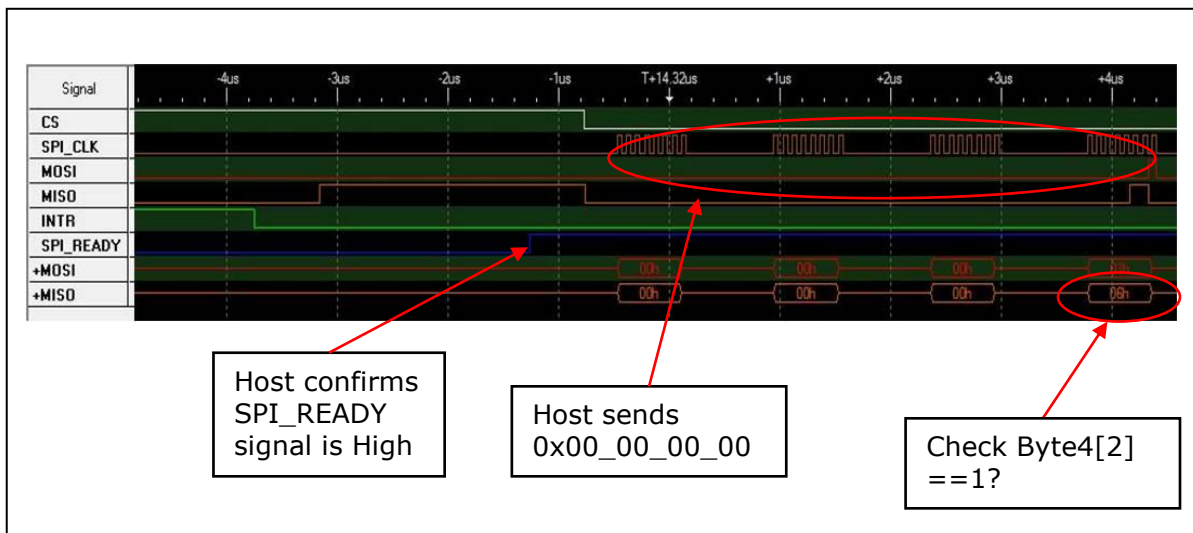 Signal
-4us -3us -2us -1us T+14.32us +1us +2us +3us +4us
CS
SPI_CLK
MOSI
MISO
INTR
SPI_READY
+MOSI 00h 00h 00h
+MISO 00h 00h 00h 06h
Host confirms
SPI_READY
signal is High
Host sends
0x00_00_00_00
Check Byte4[2]
==1?